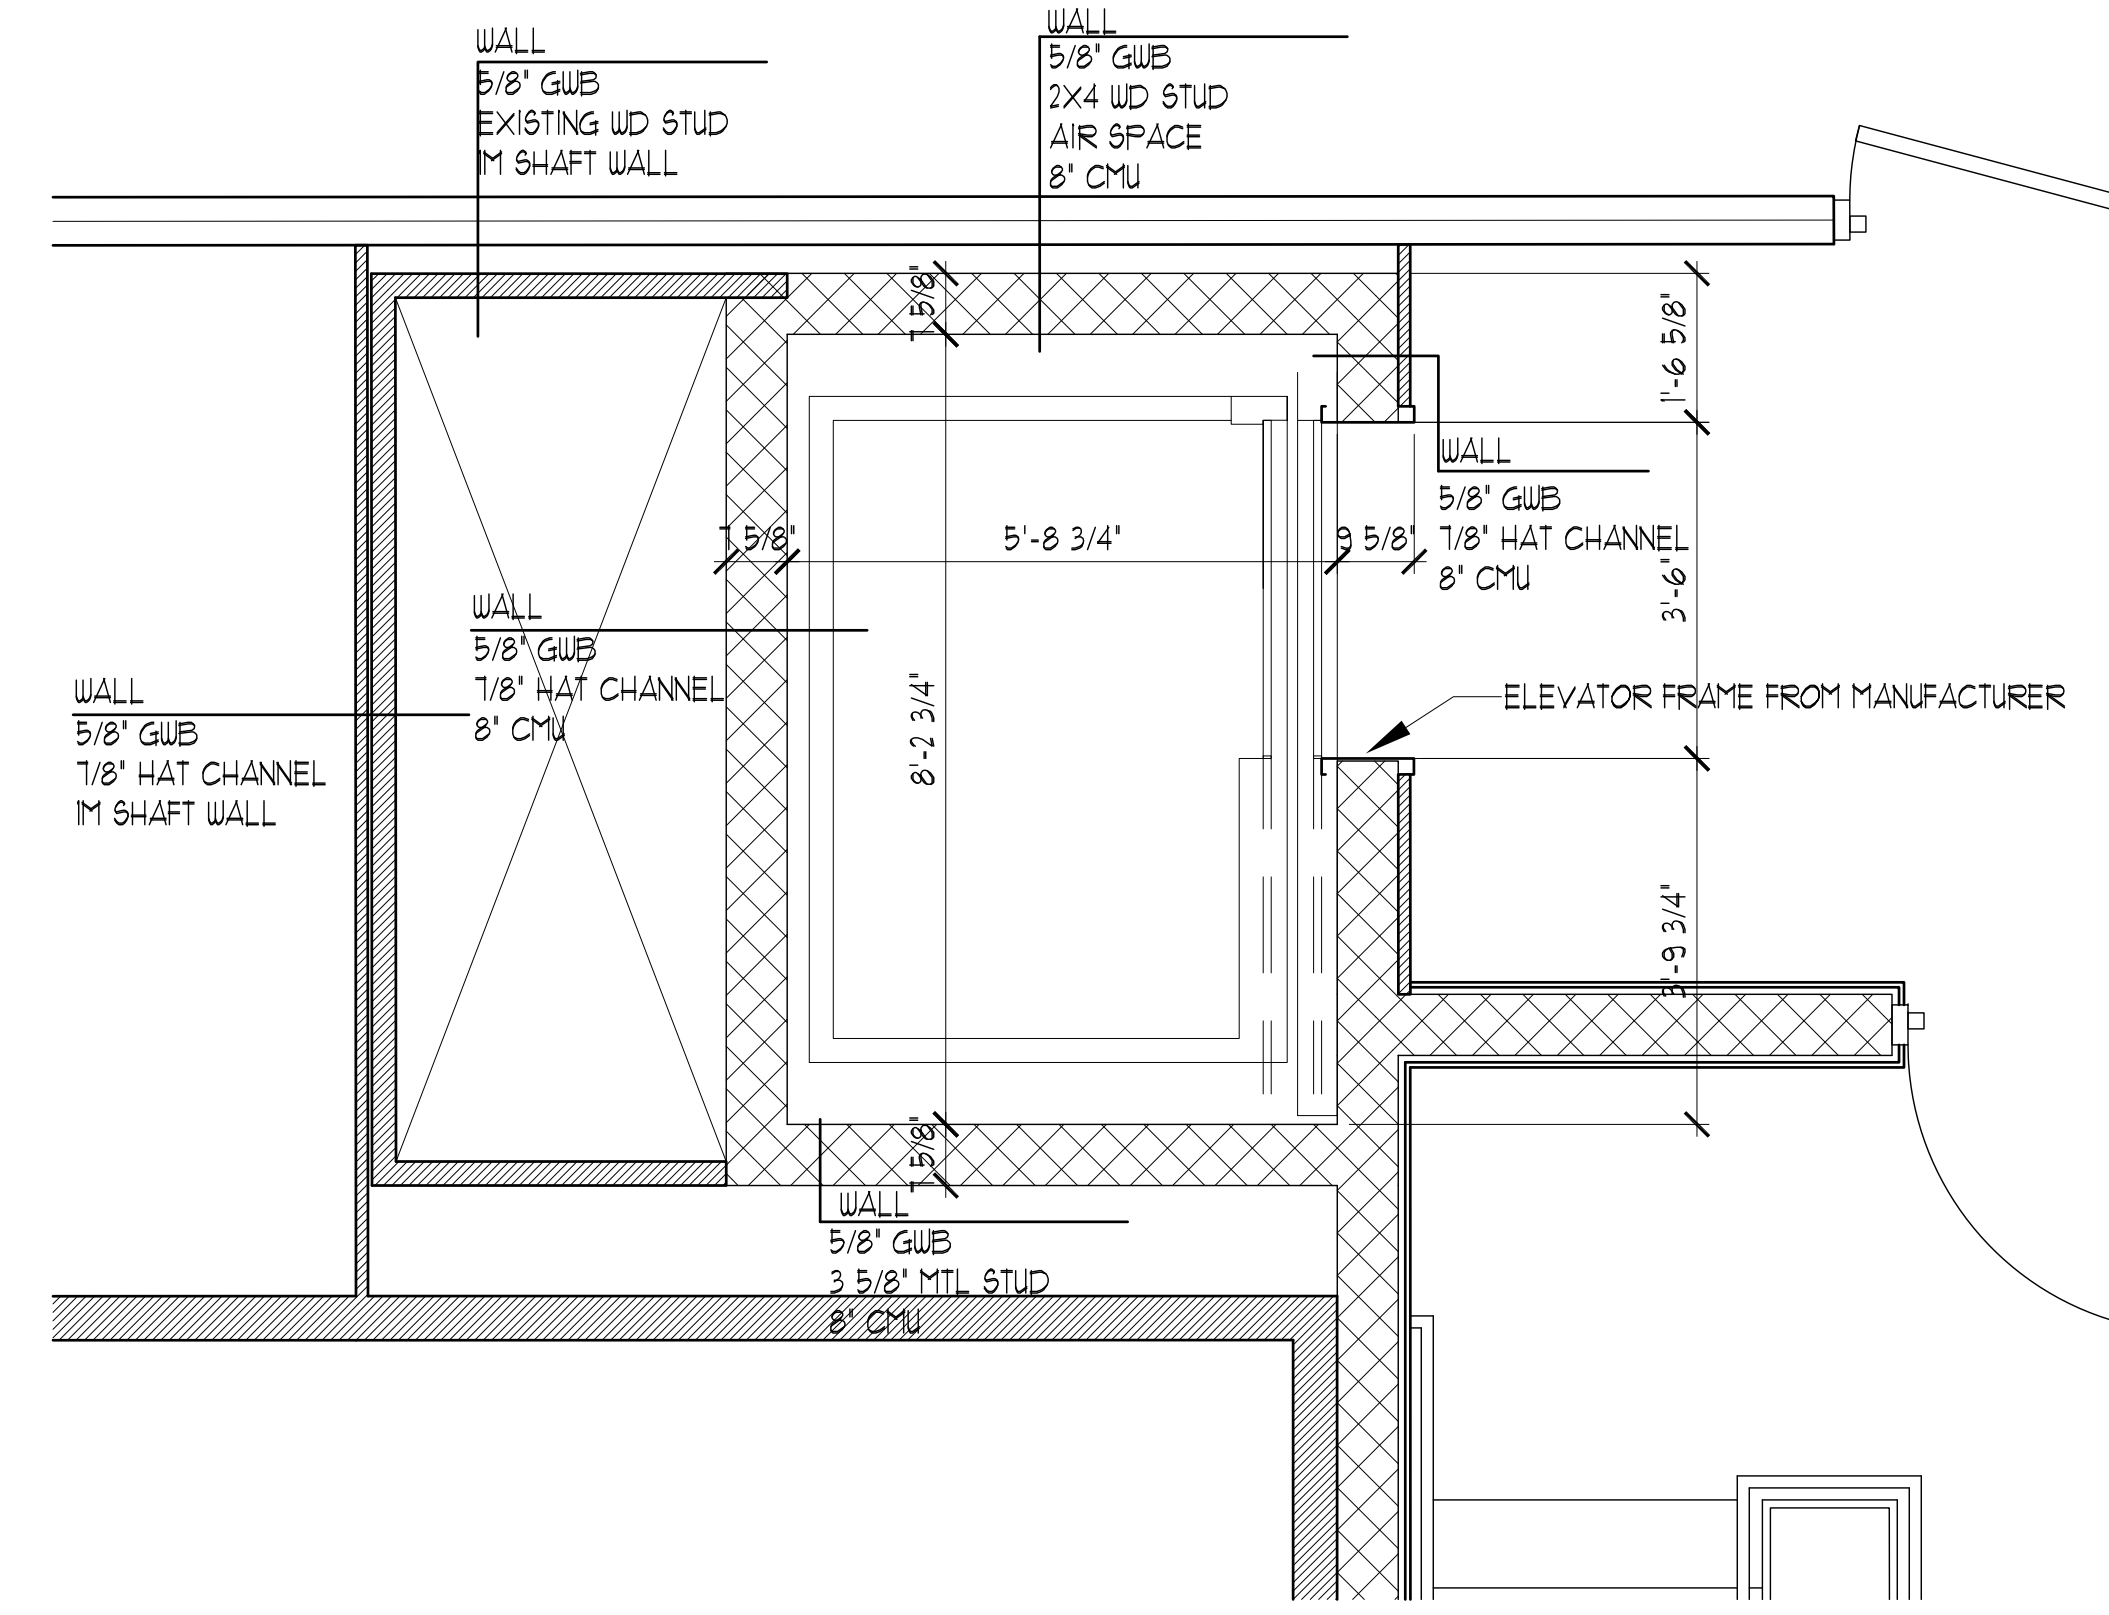 WALL
5/8" GWB
EXISTING WD STUD
1M SHAFT WALL
WALL
5/8" GWB
2X4 WD STUD
AIR SPACE
8" CMU
7 5/8"
1'-6 5/8"
WALL
5/8" GWB
7/8" HAT CHANNEL
8" CMU
7 5/8"
5'-8 3/4"
9 5/8"
3'-6"
WALL
5/8" GWB
7/8" HAT CHANNEL
8" CMU
WALL
5/8" GWB
7/8" HAT CHANNEL
1M SHAFT WALL
8'-2 3/4"
ELEVATOR FRAME FROM MANUFACTURER
3'-9 3/4"
7 5/8"
WALL
5/8" GWB
3 5/8" MTL STUD
8" CMU